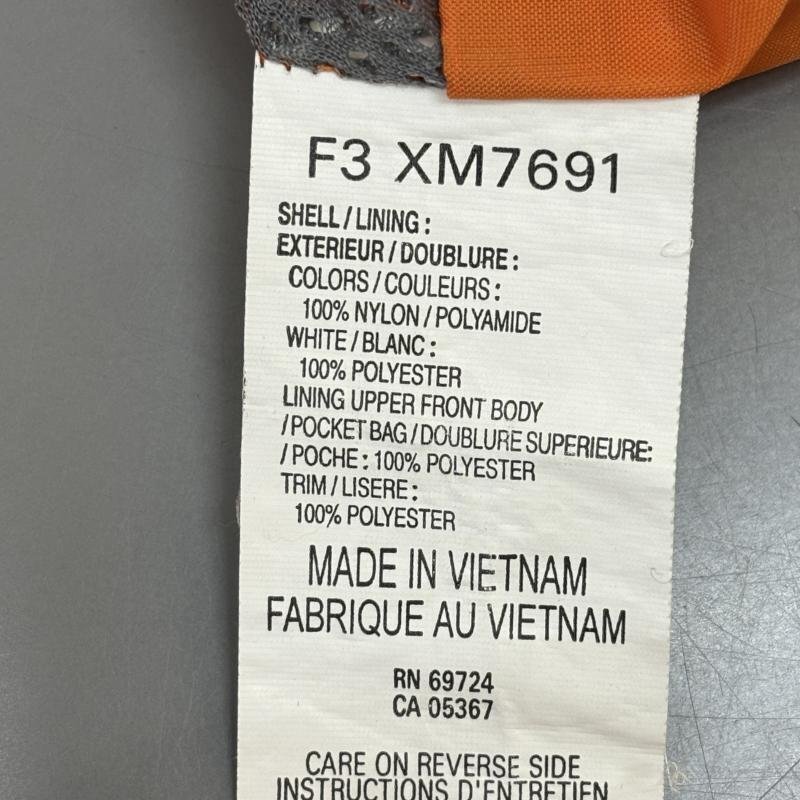 F3 XM7691
SHELL/LINING:
EXTERIEUR/DOUBLURE:
COLORS/COULEURS:
100% NYLON/POLYAMIDE
WHITE/BLANC:
100% POLYESTER
LINING UPPER FRONT BODY
/POCKET BAG/DOUBLURE SUPERIEURE:
/POCHE: 100% POLYESTER
TRIM/LISERE:
100% POLYESTER
MADE IN VIETNAM
FABRIQUE AU VIETNAM
RN 69724
CA 05367
CARE ON REVERSE SIDE
INSTRUCTIONS D'ENTRETIEN